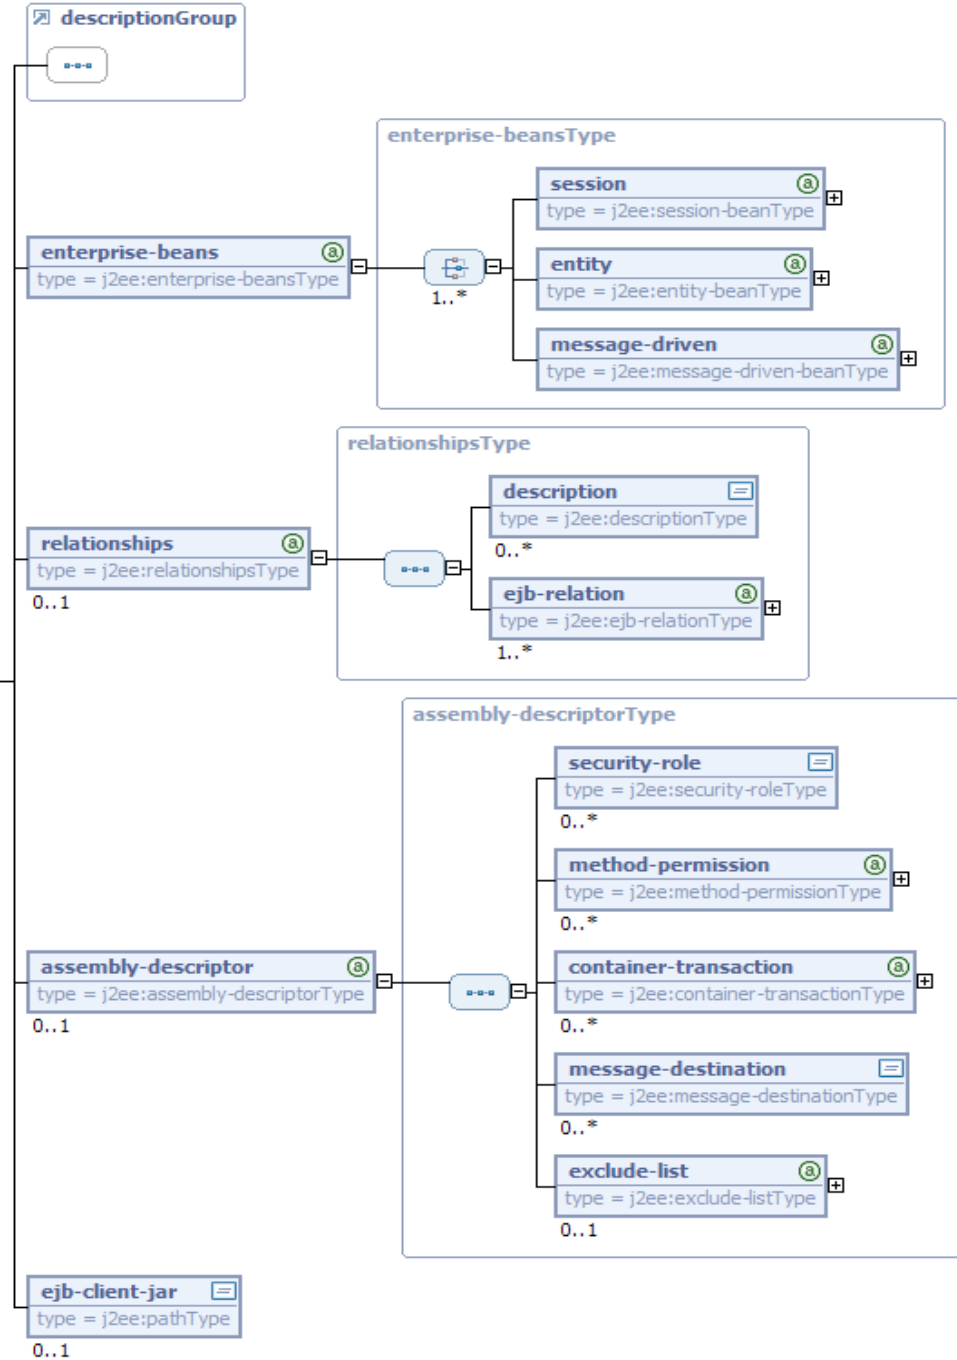 descriptionGroup
enterprise-beansType
session
type = j2ee:session-beanType
enterprise-beans
type = j2ee:enterprise-beansType
1..*
entity
type = j2ee:entity-beanType
message-driven
type = j2ee:message-driven-beanType
relationshipsType
description
type = j2ee:descriptionType
0..*
relationships
type = j2ee:relationshipsType
0..1
ejb-relation
type = j2ee:ejb-relationType
1..*
assembly-descriptorType
security-role
type = j2ee:security-roleType
0..*
method-permission
type = j2ee:method-permissionType
0..*
assembly-descriptor
type = j2ee:assembly-descriptorType
0..1
container-transaction
type = j2ee:container-transactionType
0..*
message-destination
type = j2ee:message-destinationType
0..*
exclude-list
type = j2ee:exclude-listType
0..1
ejb-client-jar
type = j2ee:pathType
0..1